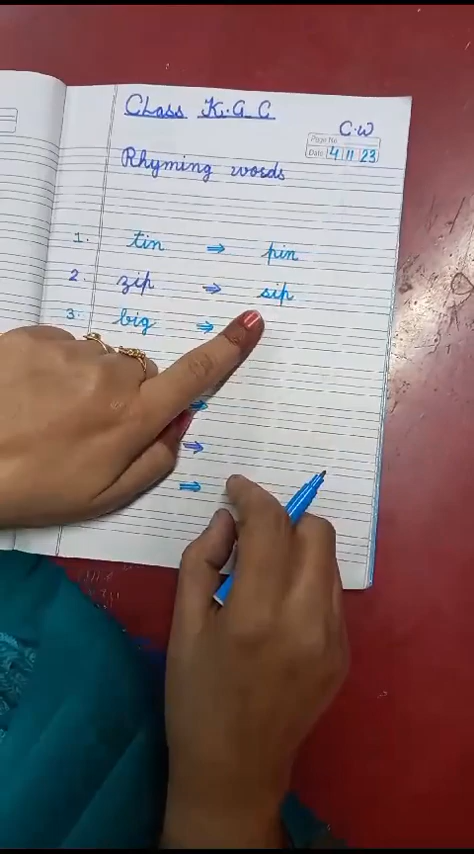 Class K.G C
C.W
Page No
Date 4 11 23
Rhyming words
1. tin ⇒ pin
2. zip ⇒ sip
3. big ⇒
⇒
⇒
⇒